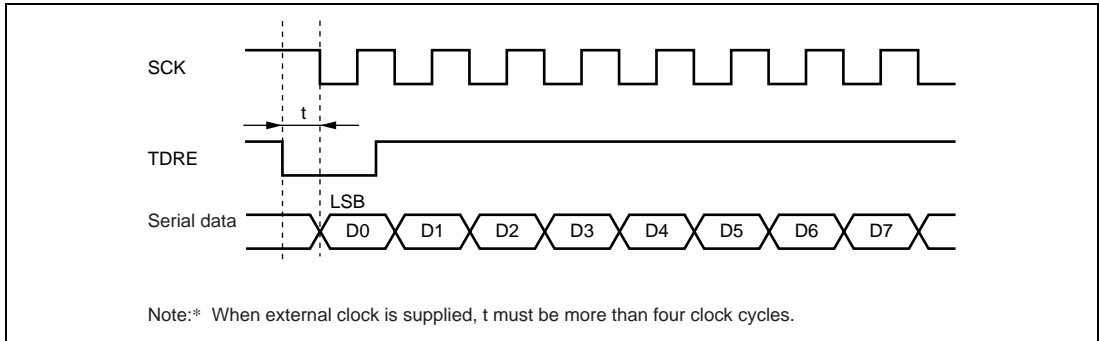 SCK
t
TDRE
LSB
Serial data
D0 D1 D2 D3 D4 D5 D6 D7
Note:* When external clock is supplied, t must be more than four clock cycles.